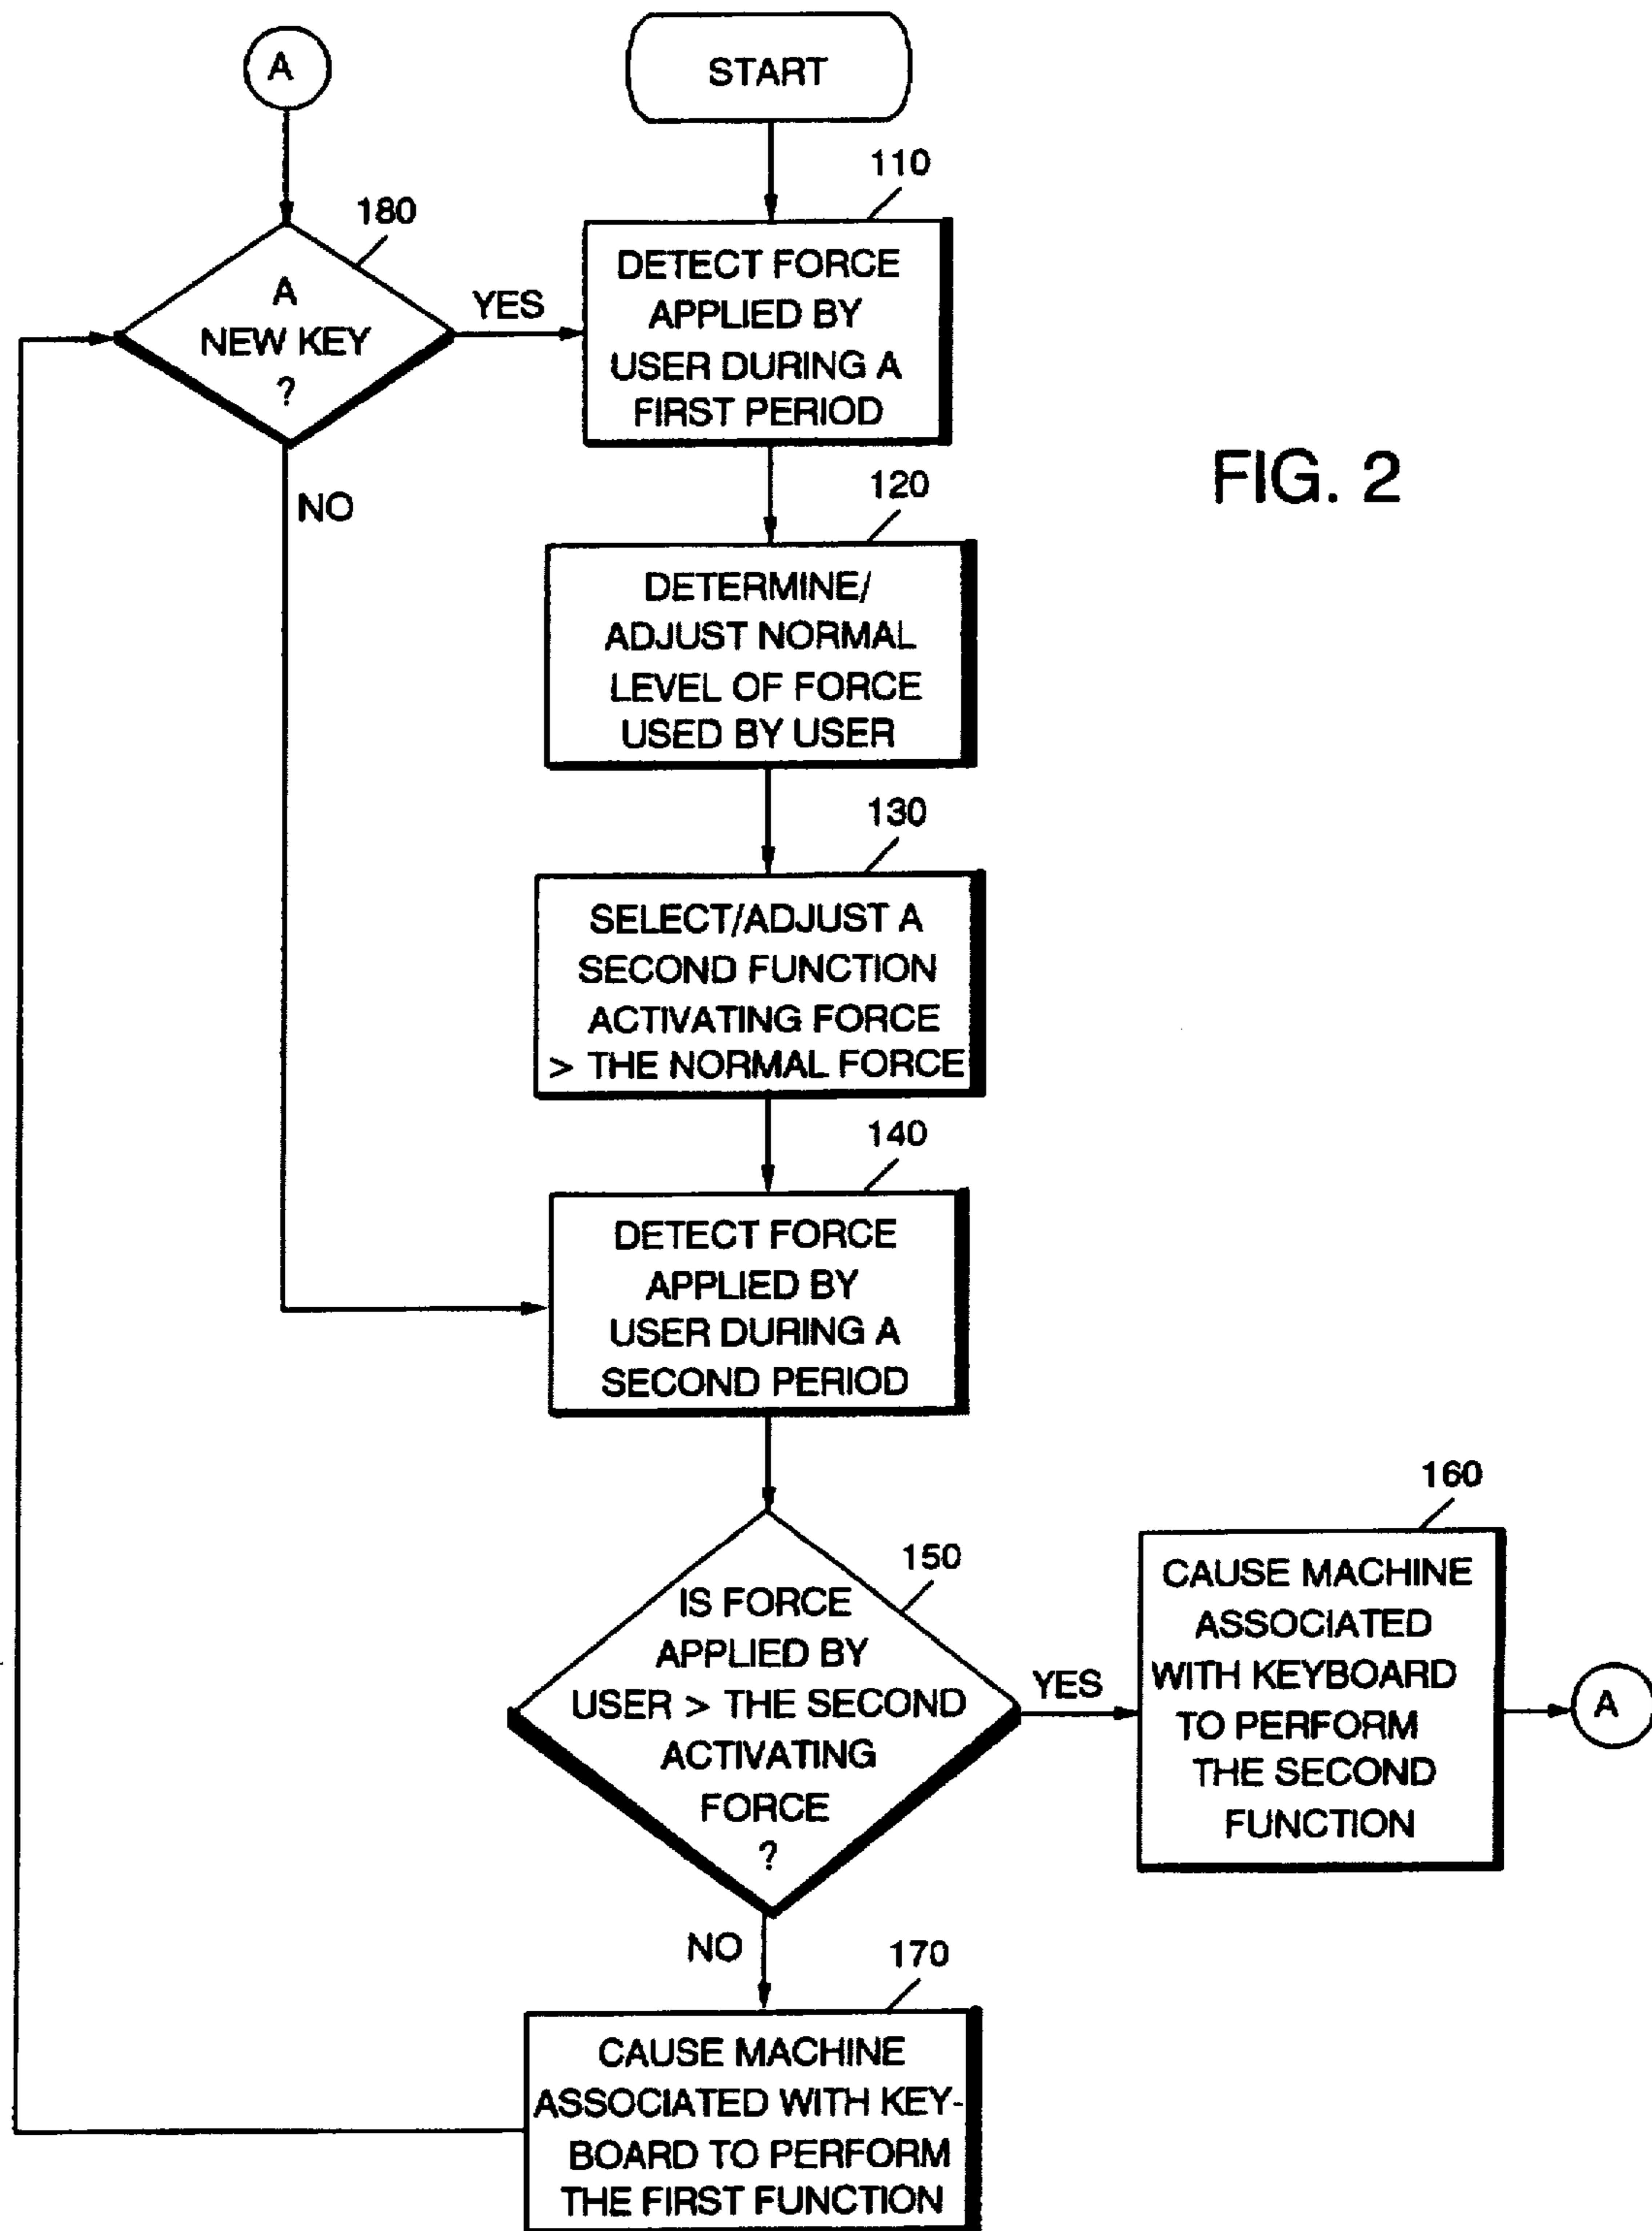 A
START
110
180
A
NEW KEY
?
YES
DETECT FORCE
APPLIED BY
USER DURING A
FIRST PERIOD
FIG. 2
NO
120
DETERMINE/
ADJUST NORMAL
LEVEL OF FORCE
USED BY USER
130
SELECT/ADJUST A
SECOND FUNCTION
ACTIVATING FORCE
> THE NORMAL FORCE
140
DETECT FORCE
APPLIED BY
USER DURING A
SECOND PERIOD
150
IS FORCE
APPLIED BY
USER > THE SECOND
ACTIVATING
FORCE
?
YES
160
CAUSE MACHINE
ASSOCIATED
WITH KEYBOARD
TO PERFORM
THE SECOND
FUNCTION
A
NO
170
CAUSE MACHINE
ASSOCIATED WITH KEY-
BOARD TO PERFORM
THE FIRST FUNCTION